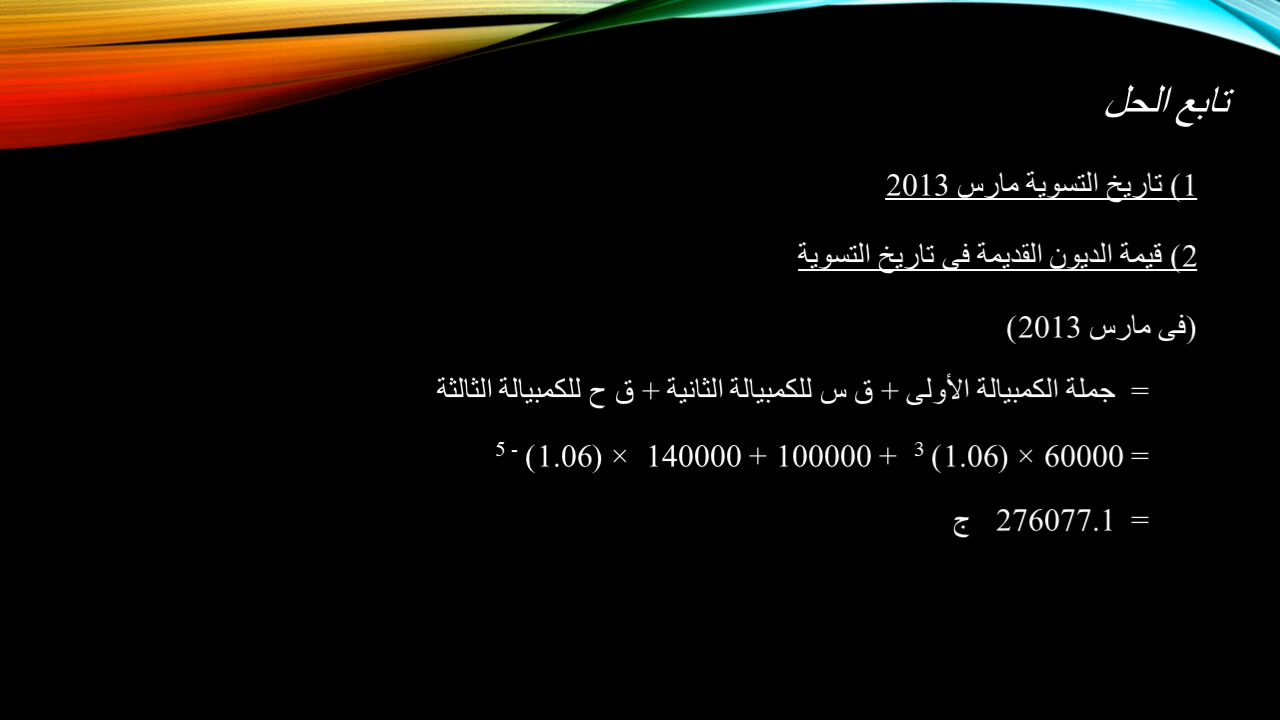 تابع الحل
1) تاريخ التسوية مارس 2013
2) قيمة الديون القديمة فى تاريخ التسوية
(فى مارس 2013)
= جملة الكمبيالة الأولى + ق س للكمبيالة الثانية + ق ح للكمبيالة الثالثة
= 60000 × (1.06) 3 + 100000 + 140000 × (1.06) - 5
= 276077.1 ج